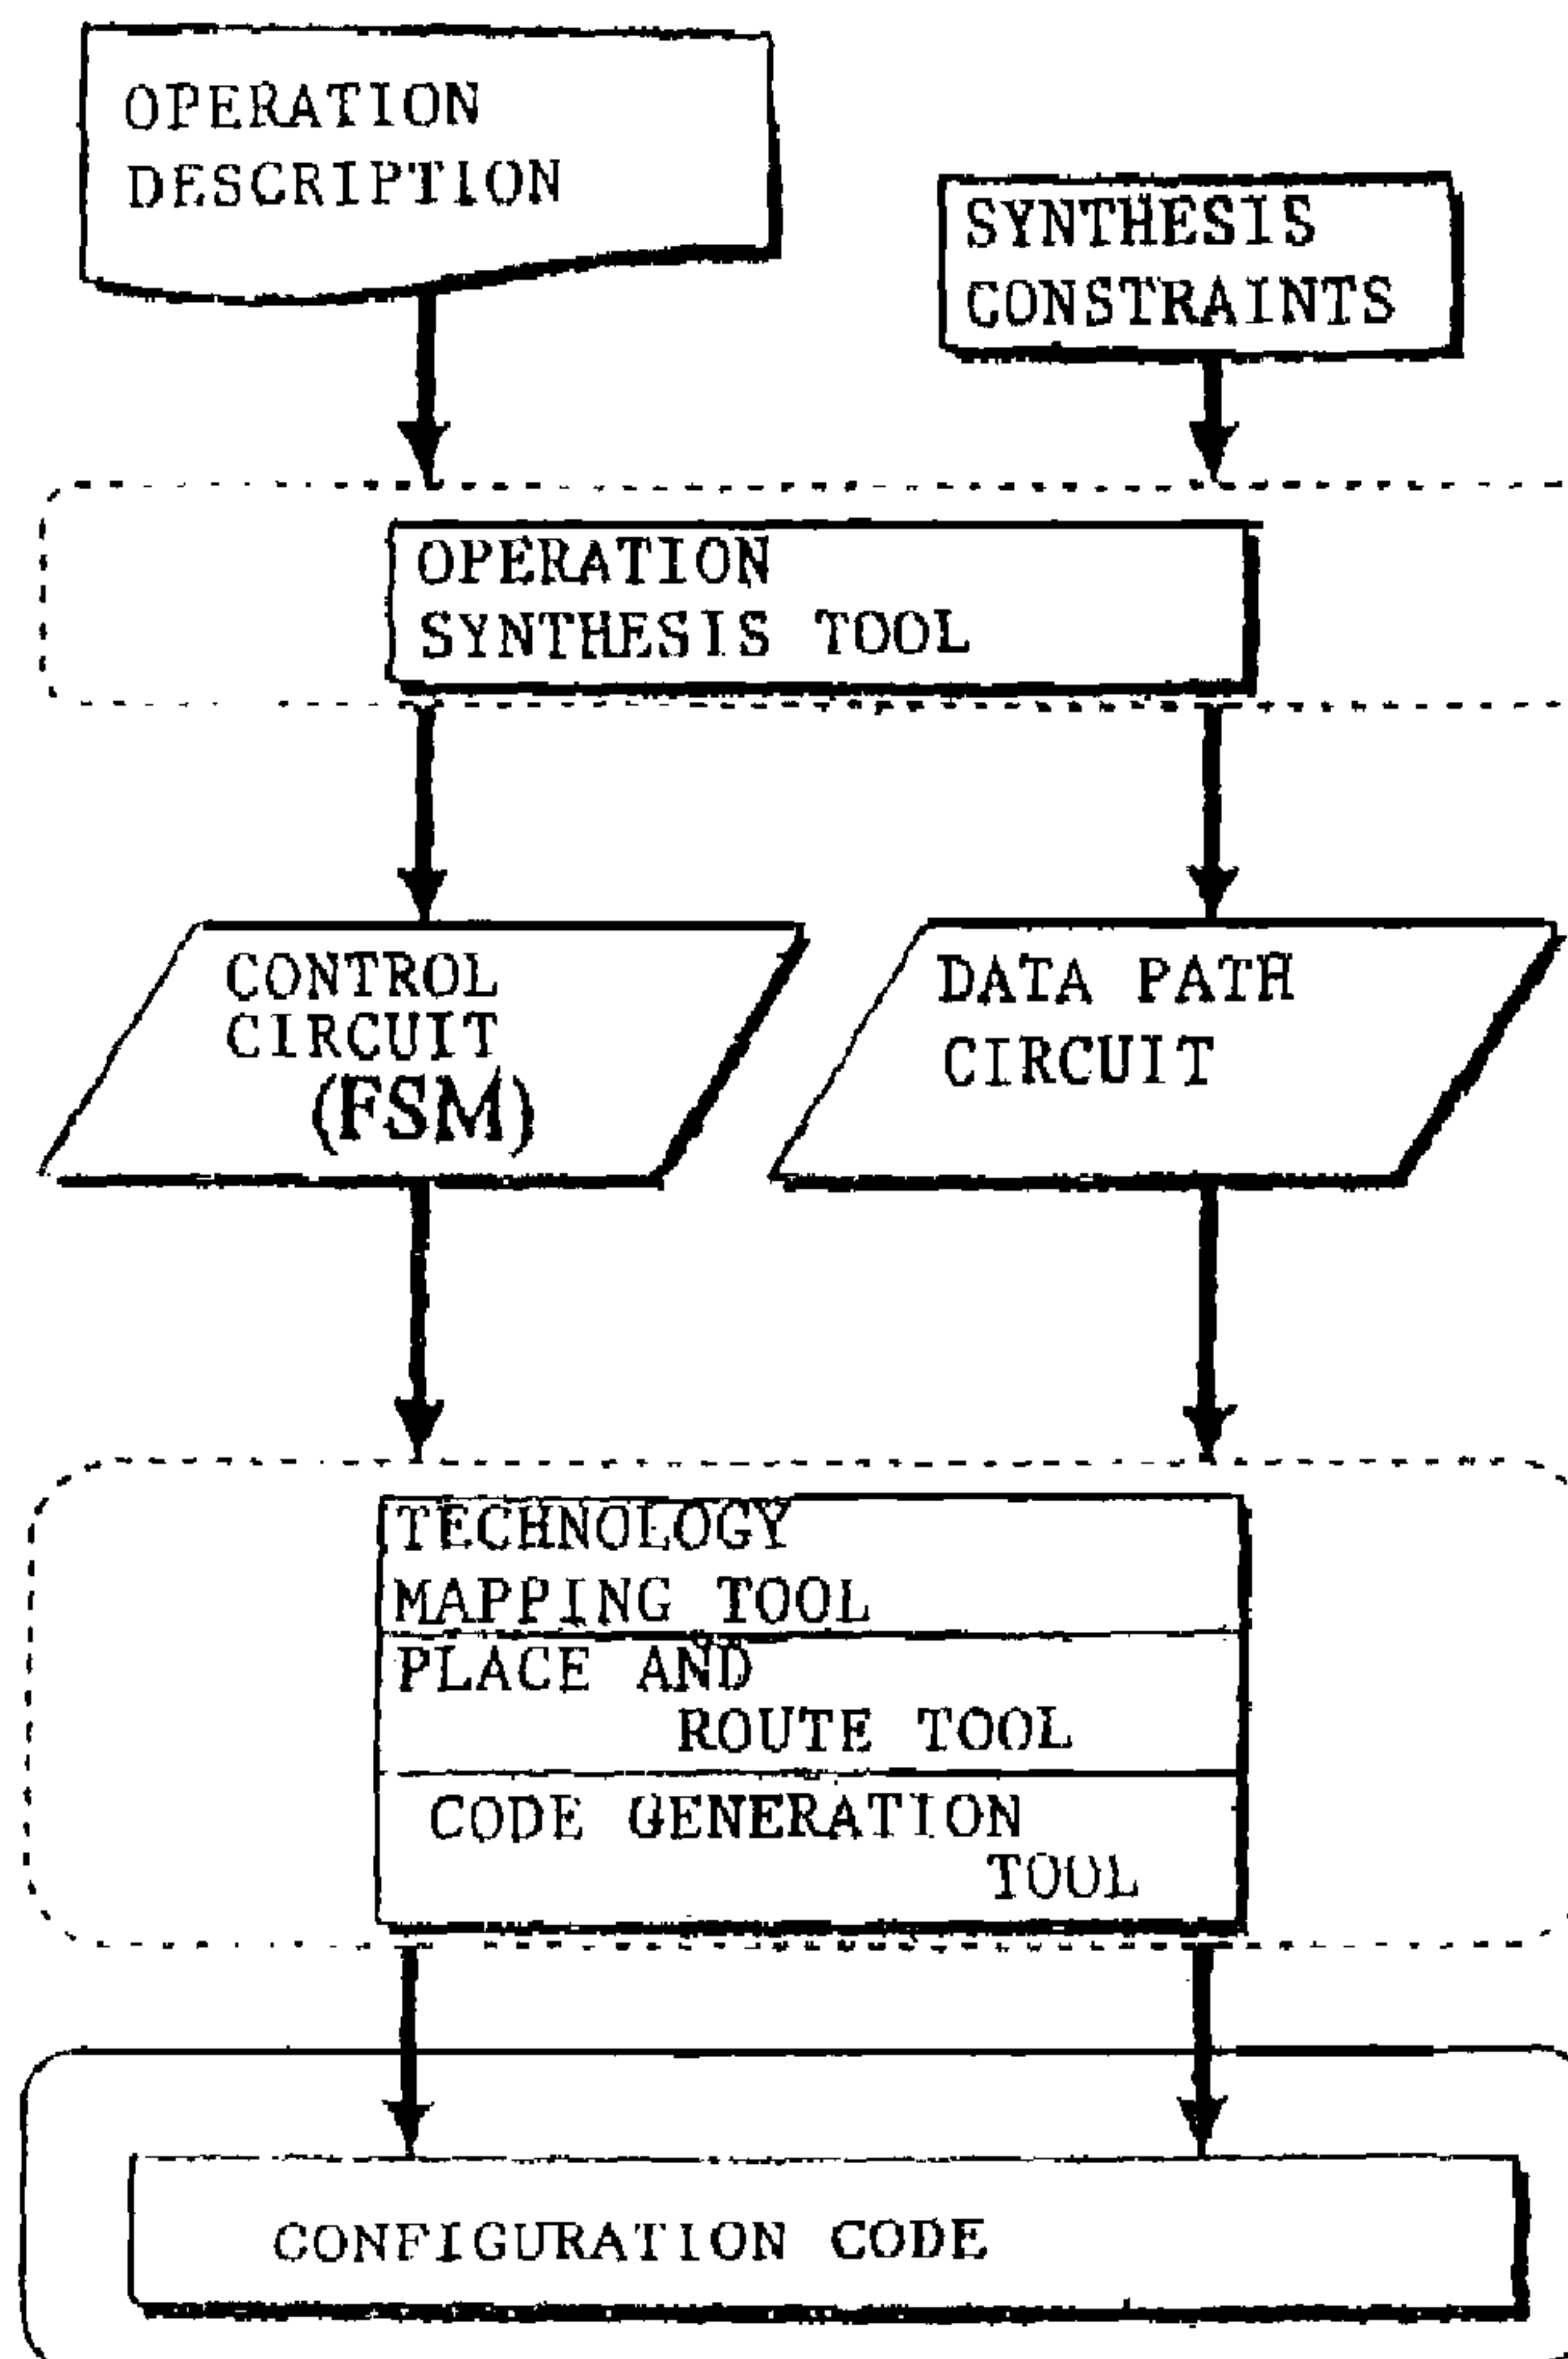 OPERATION
DESCRIPTION
SYNTHESIS
CONSTRAINTS
OPERATION
SYNTHESIS TOOL
CONTROL
CIRCUIT
(FSM)
DATA PATH
CIRCUIT
TECHNOLOGY
MAPPING TOOL
PLACE AND
ROUTE TOOL
CODE GENERATION
TOOL
CONFIGURATION CODE